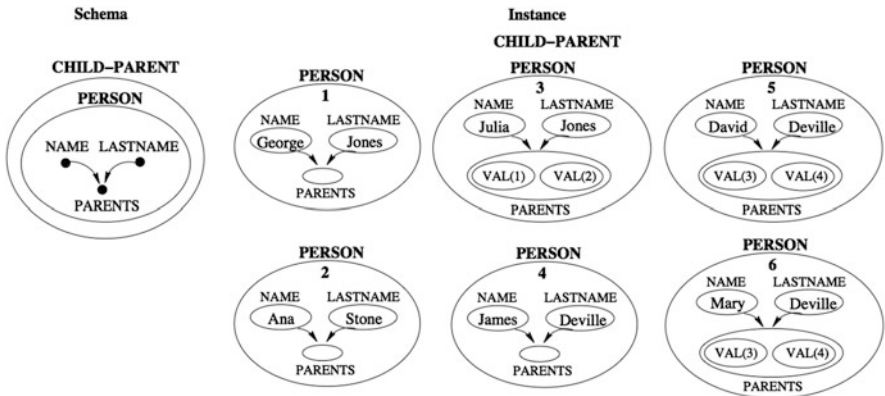 Schema
Instance
CHILD–PARENT
PERSON
NAME LASTNAME
PARENTS
CHILD–PARENT
PERSON
1
NAME LASTNAME
George Jones
PARENTS
PERSON
3
NAME LASTNAME
Julia Jones
VAL(1) VAL(2)
PARENTS
PERSON
5
NAME LASTNAME
David Deville
VAL(3) VAL(4)
PARENTS
PERSON
2
NAME LASTNAME
Ana Stone
PARENTS
PERSON
4
NAME LASTNAME
James Deville
PARENTS
PERSON
6
NAME LASTNAME
Mary Deville
VAL(3) VAL(4)
PARENTS